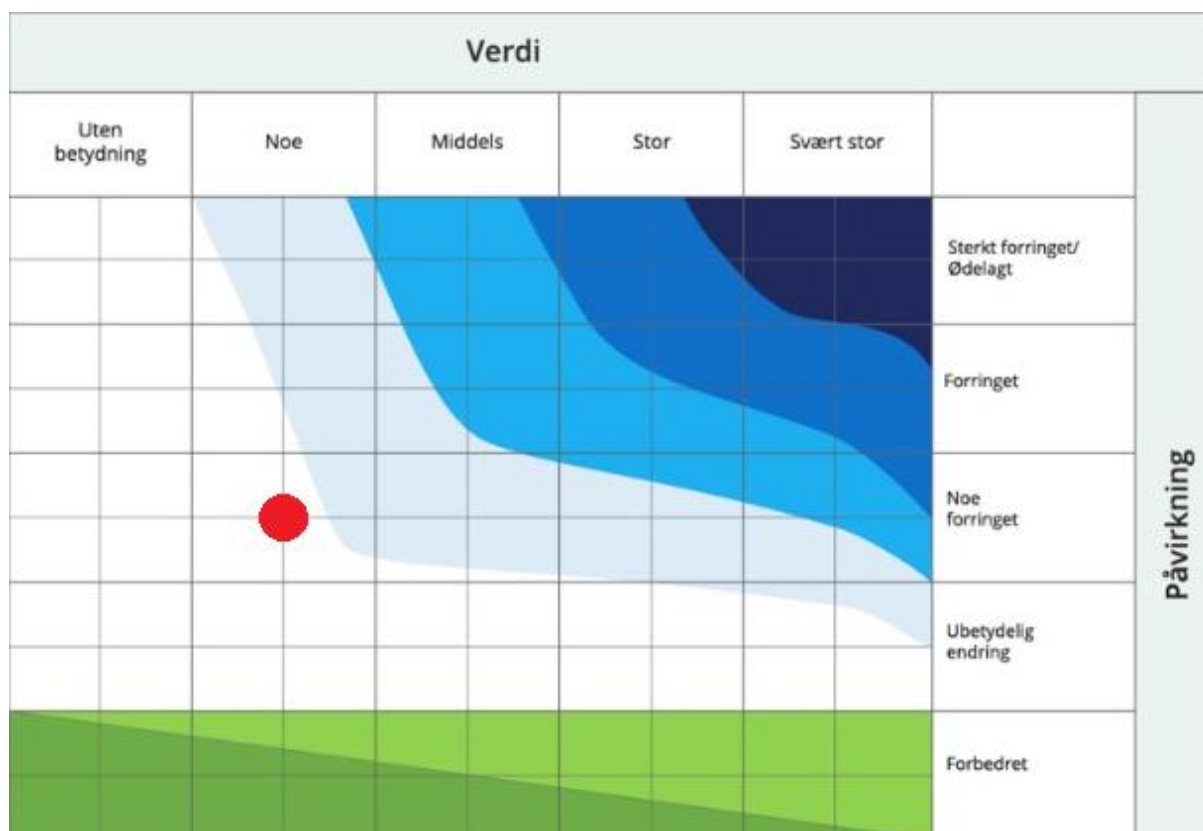 Verdi
Uten
betydning
Noe
Middels
Stor
Svært stor
Sterkt forringet/
Ødelagt
Forringet
Noe
forringet
Ubetydelig
endring
Forbedret
Påvirkning